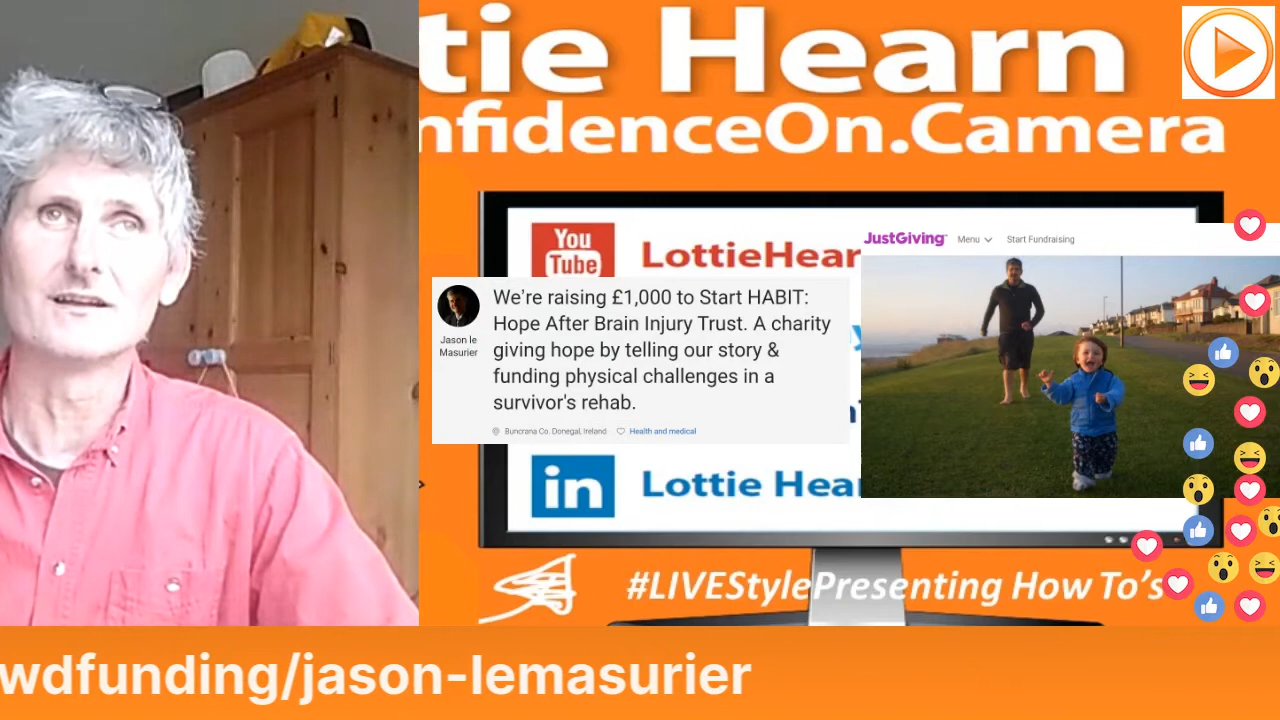 tie Hearn
nfidenceOn.Camera
You
Tube
LottieHear
JustGiving
Menu
Start Fundraising
Jason le
Masurier
We're raising £1,000 to Start HABIT:
Hope After Brain Injury Trust. A charity
giving hope by telling our story &
funding physical challenges in a
survivor's rehab.
Buncrana Co. Donegal, Ireland
Health and medical
in
Lottie Hear
#LIVEStylePresenting How To's
wdfunding/jason-lemasurier